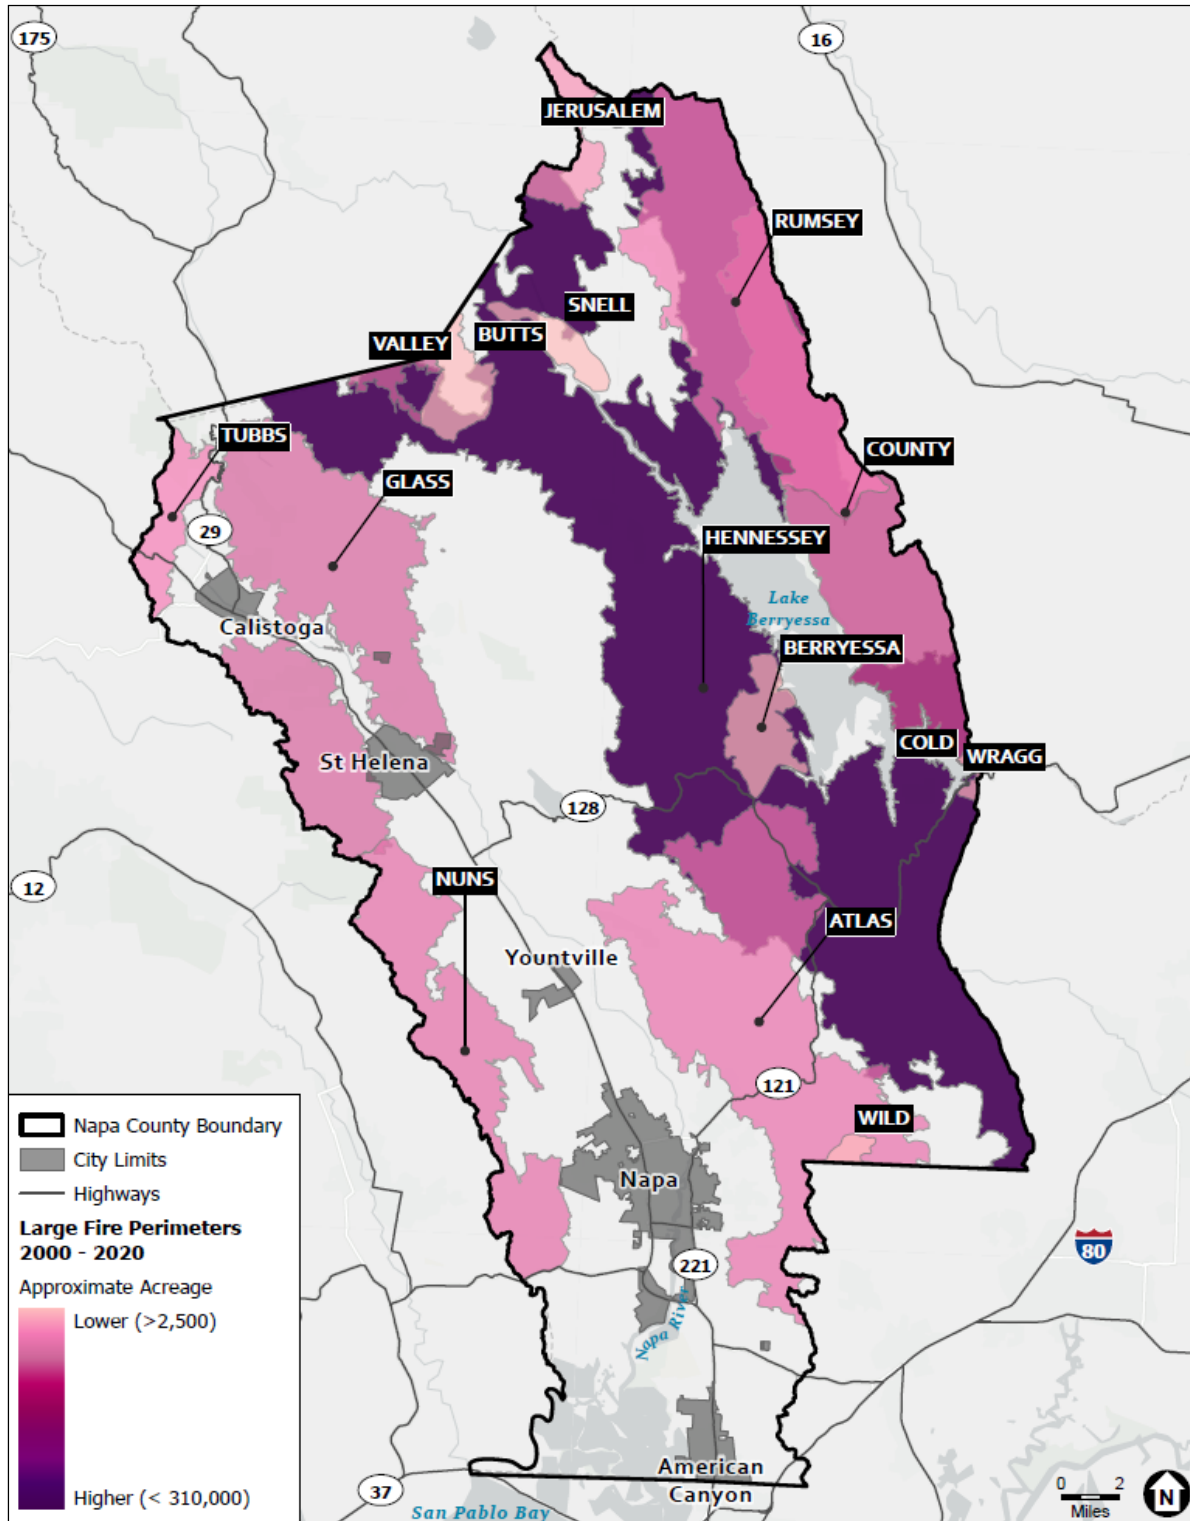 175
16
JERUSALEM
RUMSEY
SNELL
BUTTS
VALLEY
TUBBS
COUNTY
GLASS
29
HENNESSEY
Lake
Berryessa
Calistoga
BERRYESSA
COLD
WRAGG
St Helena
128
12
NUNS
ATLAS
Yountville
121
WILD
Napa
80
221
Napa River
American
Canyon
37
San Pablo Bay
Napa County Boundary
City Limits
Highways
Large Fire Perimeters
2000 - 2020
Approximate Acreage
Lower (>2,500)
Higher (< 310,000)
0 2
Miles
N